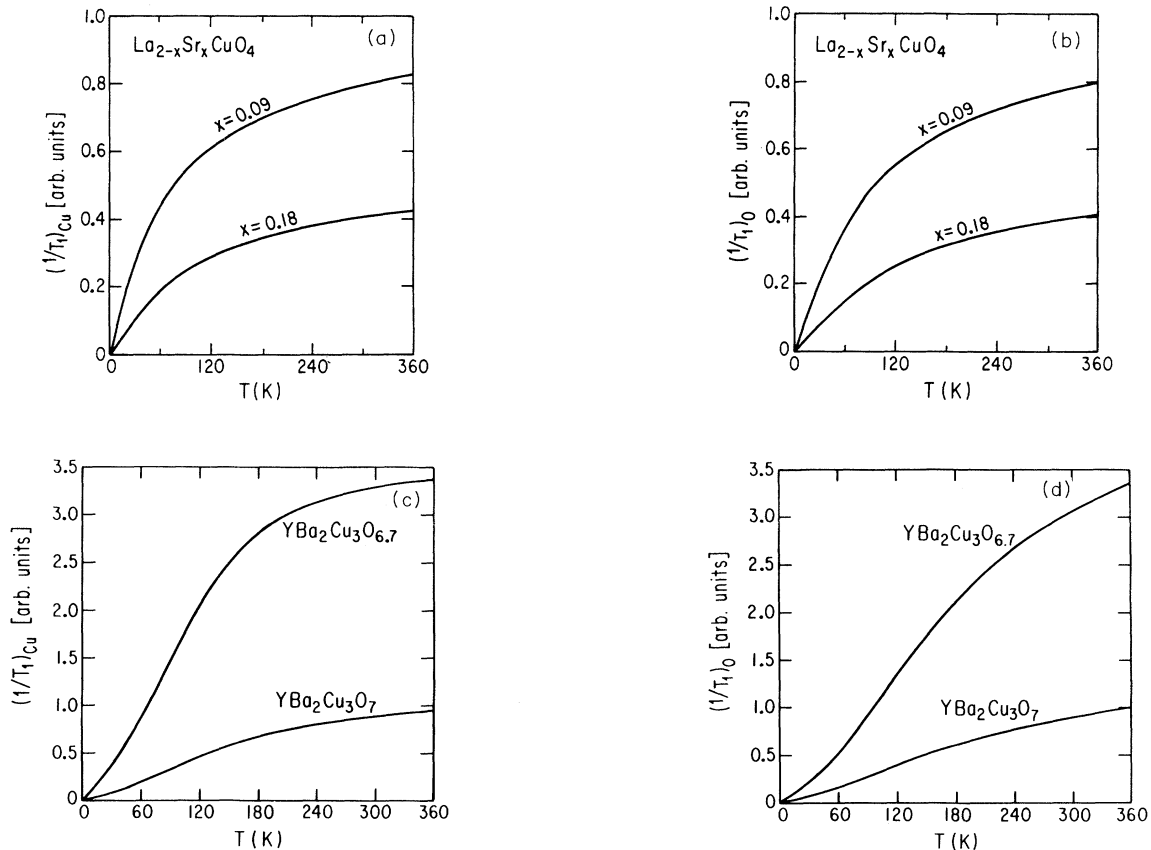 1.0
0.8
0.6
0.4
0.2
0
(1/T1)Cu [arb. units]
La2-xSrxCuO4
(a)
x=0.09
x=0.18
0 120 240 360
T(K)
1.0
0.8
0.6
0.4
0.2
0
(1/T1)O [arb. units]
La2-xSrxCuO4
(b)
x=0.09
x=0.18
0 120 240 360
T(K)
3.5
3.0
2.5
2.0
1.5
1.0
0.5
0
(1/T1)Cu [arb. units]
(c)
YBa2Cu3O6.7
YBa2Cu3O7
0 60 120 180 240 300 360
T(K)
3.5
3.0
2.5
2.0
1.5
1.0
0.5
0
(1/T1)O [arb. units]
(d)
YBa2Cu3O6.7
YBa2Cu3O7
0 60 120 180 240 300 360
T(K)